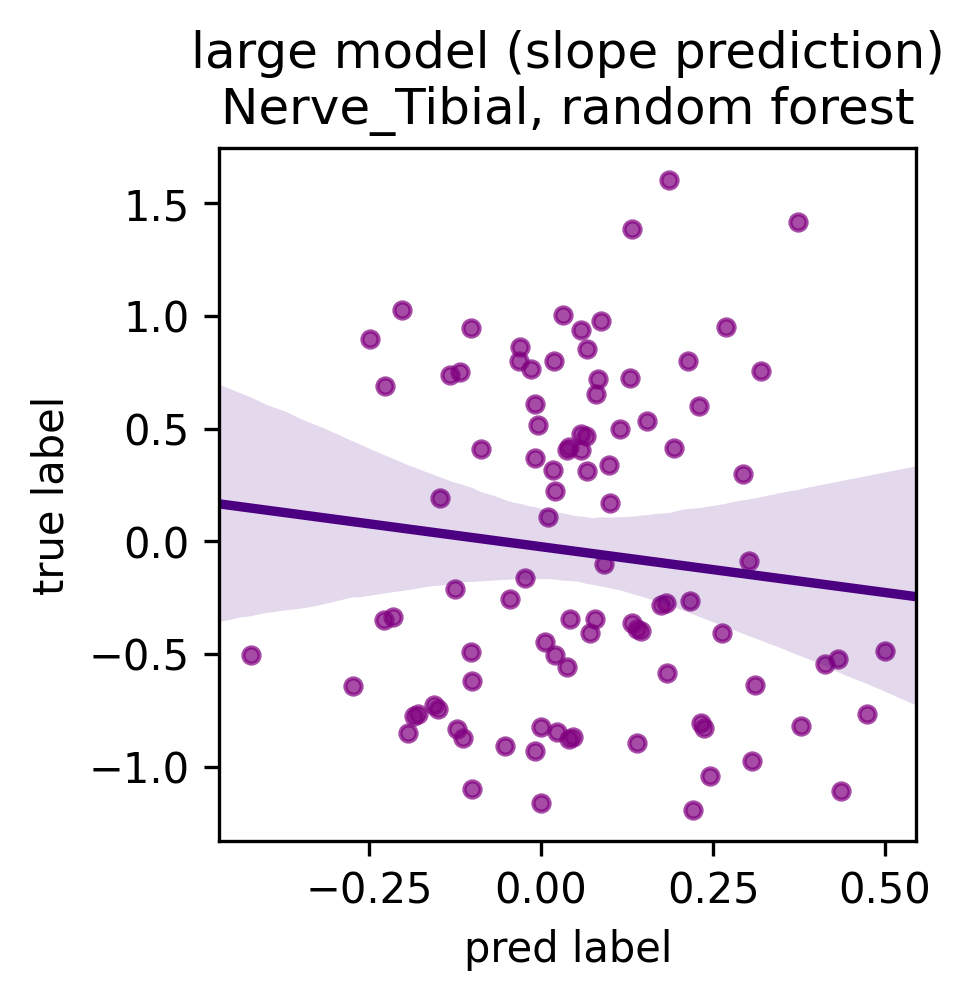 large model (slope prediction)
Nerve_Tibial, random forest
1.5
1.0
0.5
0.0
−0.5
−1.0
true label
−0.25
0.00
0.25
0.50
pred label